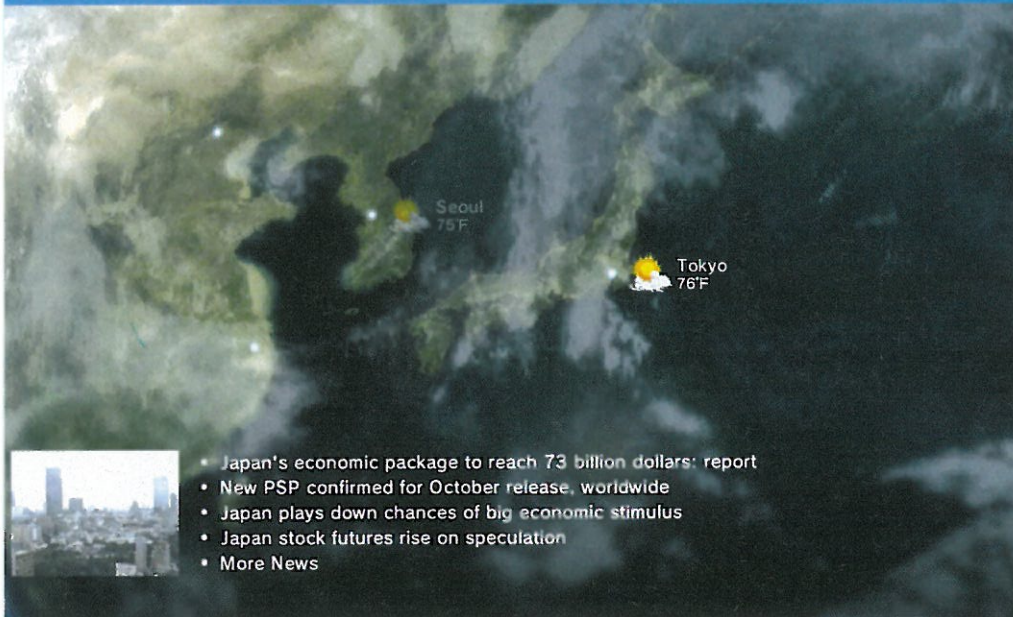 Seoul
75°F
Tokyo
76°F
• Japan's economic package to reach 73 billion dollars: report
• New PSP confirmed for October release, worldwide
• Japan plays down chances of big economic stimulus
• Japan stock futures rise on speculation
• More News